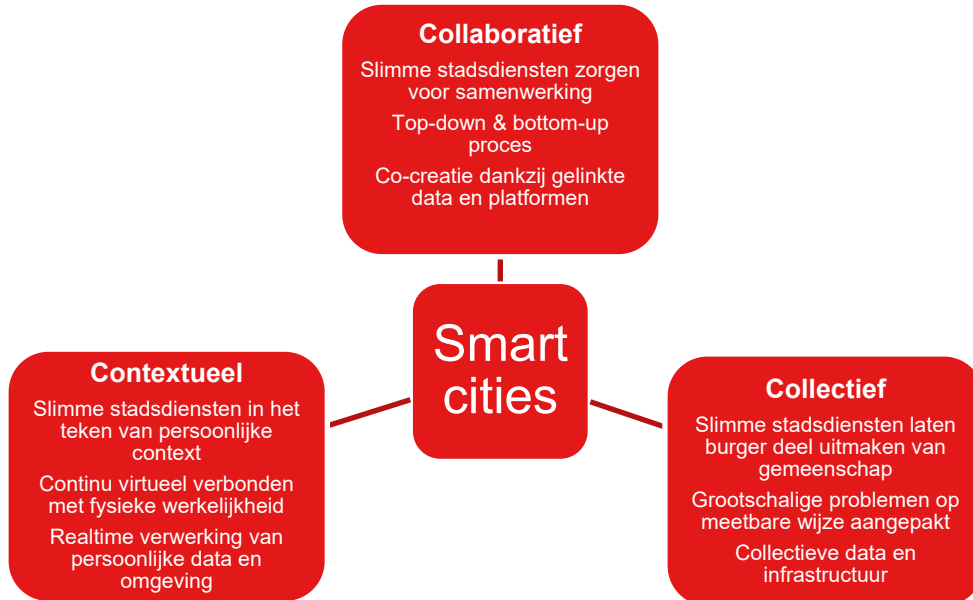 Collaboratief
Slimme stadsdiensten zorgen
voor samenwerking
Top-down & bottom-up
proces
Co-creatie dankzij gelinkte
data en platformen
Smart
cities
Contextueel
Slimme stadsdiensten in het
teken van persoonlijke
context
Continu virtueel verbonden
met fysieke werkelijkheid
Realtime verwerking van
persoonlijke data en
omgeving
Collectief
Slimme stadsdiensten laten
burger deel uitmaken van
gemeenschap
Grootschalige problemen op
meetbare wijze aangepakt
Collectieve data en
infrastructuur